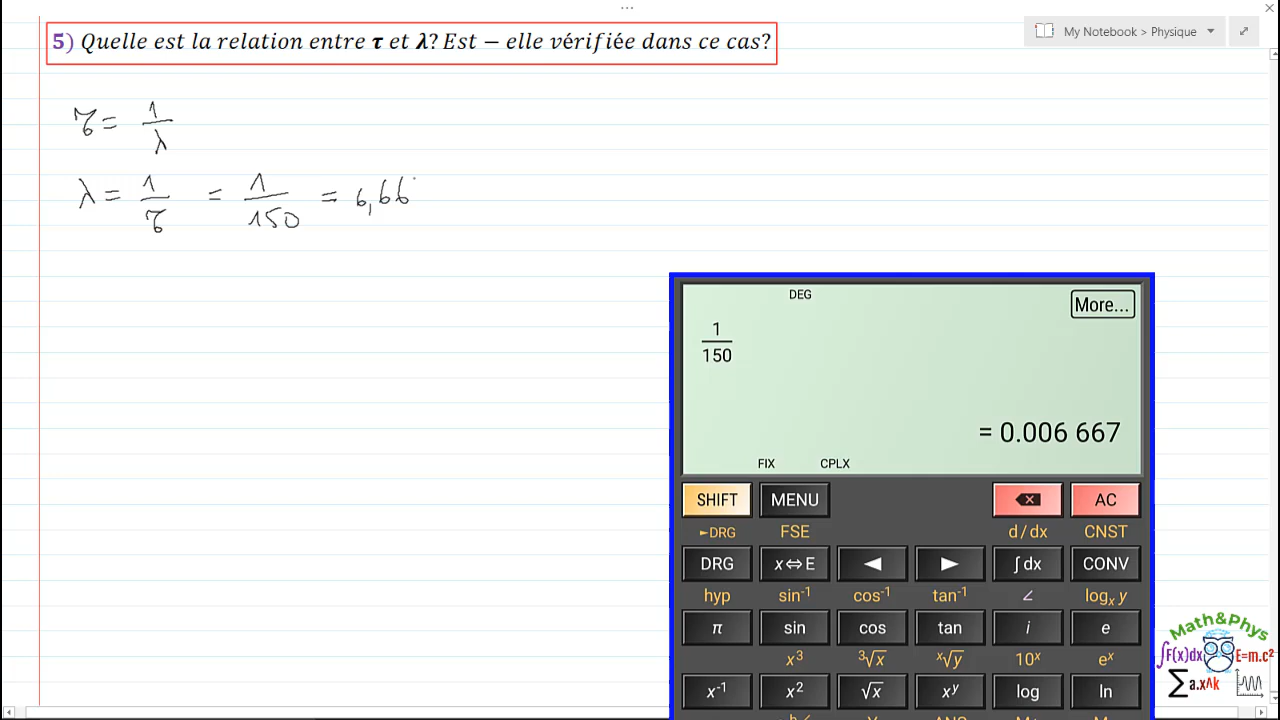 ...
My Notebook > Physique
5) Quelle est la relation entre τ et λ? Est − elle vérifiée dans ce cas?
τ = 1/λ
λ = 1/τ = 1/150 = 6,66
DEG
More...
1/150
= 0.006 667
FIX CPLX
SHIFT MENU AC
►DRG FSE d/dx CNST
DRG x⇔E ◄ ► ∫dx CONV
hyp sin⁻¹ cos⁻¹ tan⁻¹ ∠ logₓy
π sin cos tan i e
x³ ³√x ˣ√y 10ˣ eˣ
x⁻¹ x² √x xʸ log ln
Math&Phys
∫F(x)dx E=m.c²
∑ a.x∧k